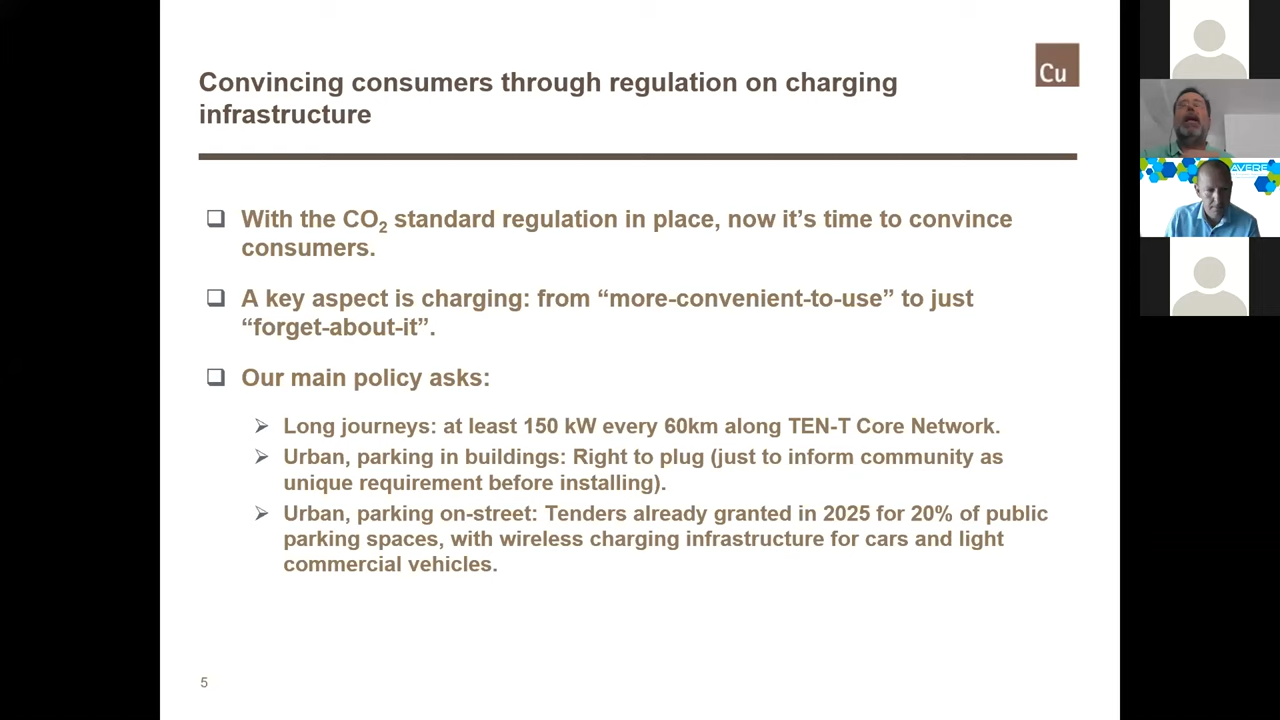 Convincing consumers through regulation on charging
infrastructure
Cu
With the CO₂ standard regulation in place, now it’s time to convince
consumers.
A key aspect is charging: from “more-convenient-to-use” to just
“forget-about-it”.
Our main policy asks:
Long journeys: at least 150 kW every 60km along TEN-T Core Network.
Urban, parking in buildings: Right to plug (just to inform community as
unique requirement before installing).
Urban, parking on-street: Tenders already granted in 2025 for 20% of public
parking spaces, with wireless charging infrastructure for cars and light
commercial vehicles.
5
AVERE